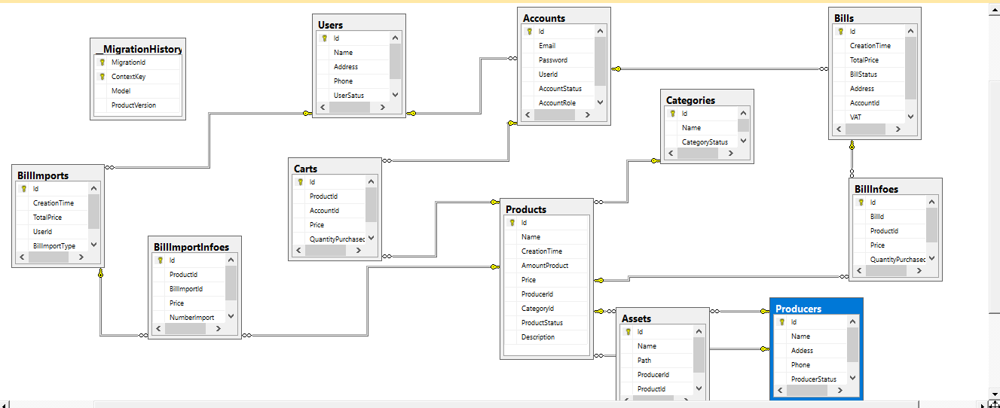 __MigrationHistory
MigrationId
ContextKey
Model
ProductVersion
Users
Id
Name
Address
Phone
UserSatus
Accounts
Id
Email
Password
UserId
AccountStatus
AccountRole
Bills
Id
CreationTime
TotalPrice
BillStatus
Address
AccountId
VAT
Categories
Id
Name
CategoryStatus
BillImports
Id
CreationTime
TotalPrice
UserId
BillImportType
Carts
Id
ProductId
AccountId
Price
QuantityPurchased
BillInfoes
Id
BillId
ProductId
Price
QuantityPurchased
Products
Id
Name
CreationTime
AmountProduct
Price
ProducerId
CategoryId
ProductStatus
Description
BillImportInfoes
Id
ProductId
BillImportId
Price
NumberImport
Assets
Id
Name
Path
ProducerId
ProductId
Producers
Id
Name
Addess
Phone
ProducerStatus